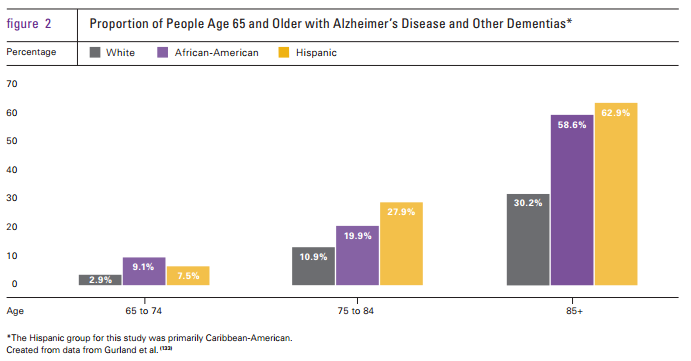 figure 2 Proportion of People Age 65 and Older with Alzheimer's Disease and Other Dementias*
Percentage White African-American Hispanic
70
60
50
40
30
20
10
0
2.9% 9.1% 7.5%
10.9% 19.9% 27.9%
30.2% 58.6% 62.9%
Age 65 to 74 75 to 84 85+
*The Hispanic group for this study was primarily Caribbean-American.
Created from data from Gurland et al. (133)